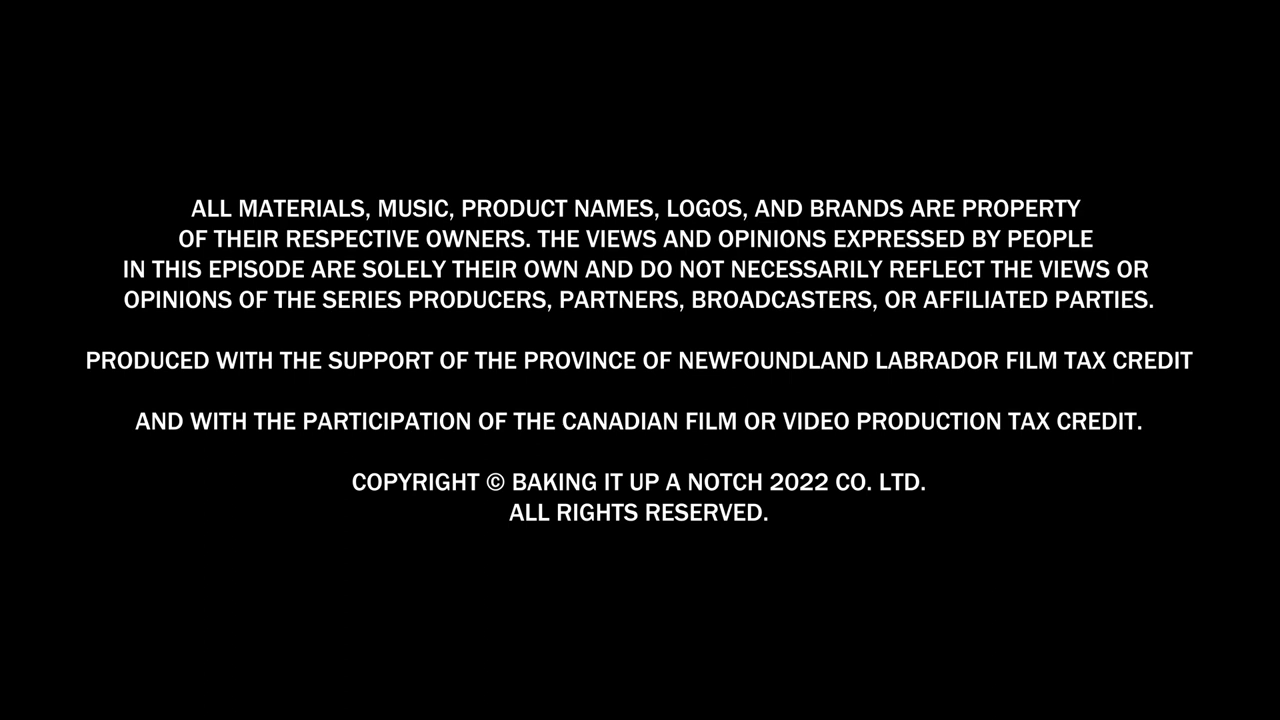 ALL MATERIALS, MUSIC, PRODUCT NAMES, LOGOS, AND BRANDS ARE PROPERTY
OF THEIR RESPECTIVE OWNERS. THE VIEWS AND OPINIONS EXPRESSED BY PEOPLE
IN THIS EPISODE ARE SOLELY THEIR OWN AND DO NOT NECESSARILY REFLECT THE VIEWS OR
OPINIONS OF THE SERIES PRODUCERS, PARTNERS, BROADCASTERS, OR AFFILIATED PARTIES.
PRODUCED WITH THE SUPPORT OF THE PROVINCE OF NEWFOUNDLAND LABRADOR FILM TAX CREDIT
AND WITH THE PARTICIPATION OF THE CANADIAN FILM OR VIDEO PRODUCTION TAX CREDIT.
COPYRIGHT © BAKING IT UP A NOTCH 2022 CO. LTD.
ALL RIGHTS RESERVED.